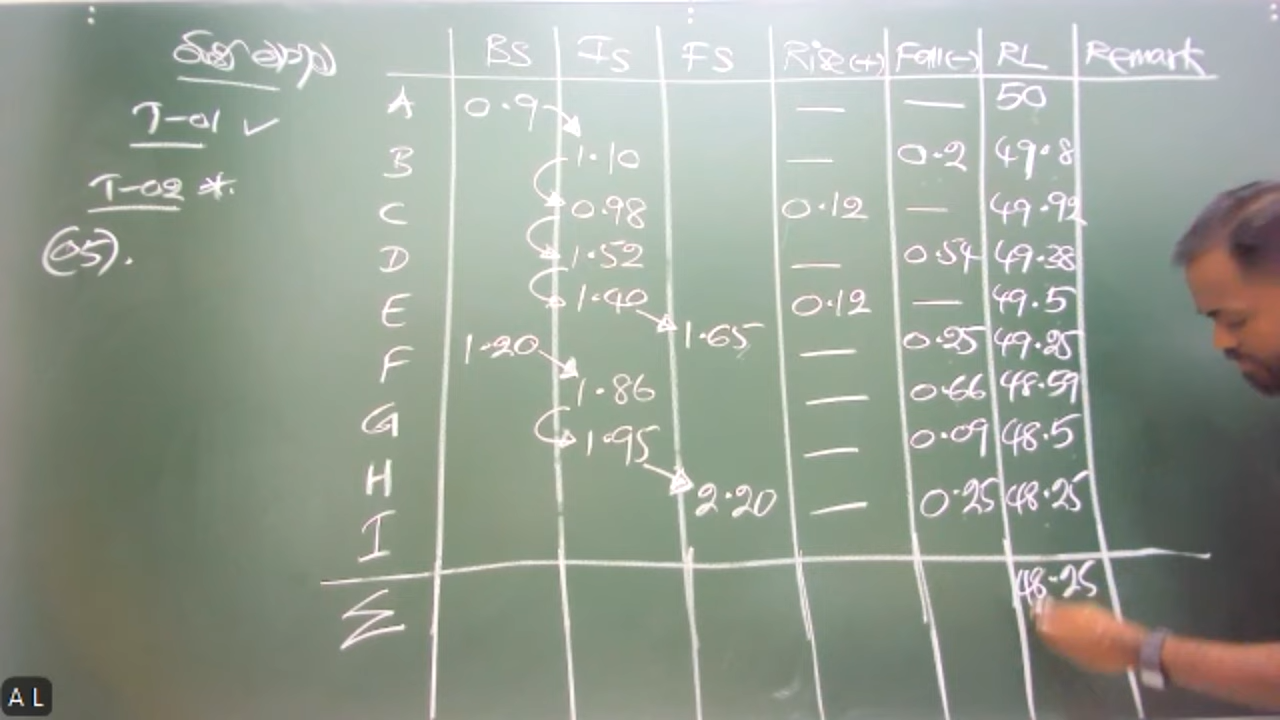 BS IS FS Rise(+) Fall(-) RL Remark
T-01 ✓
T-02 *.
(05).
A 0.9 — — 50
B 1.10 — 0.2 49.8
C 0.98 0.12 — 49.92
D 1.52 — 0.54 49.38
E 1.40 0.12 — 49.5
F 1.20 1.65 — 0.25 49.25
G 1.86 — 0.66 48.59
H 1.95 — 0.09 48.5
I 2.20 — 0.25 48.25
Σ 48.25
A L